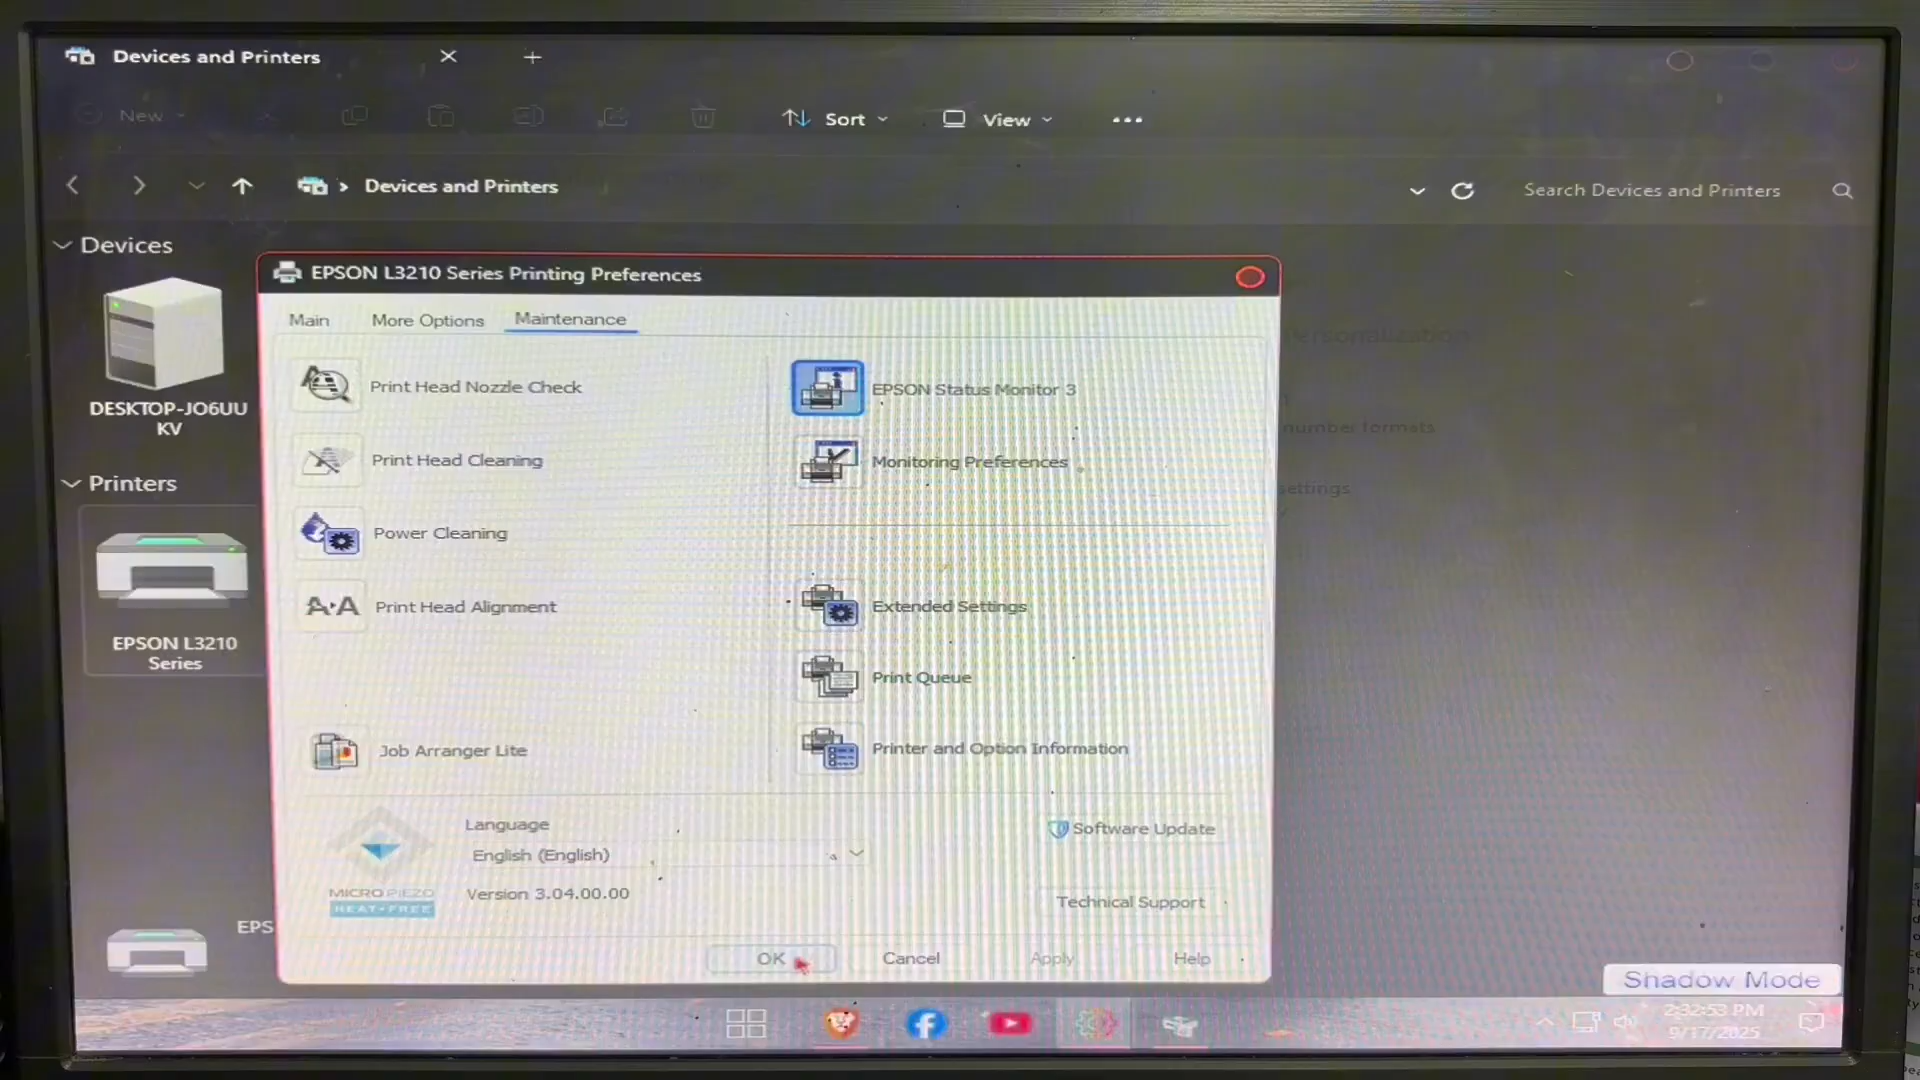 Devices and Printers
New
Sort
View
Devices and Printers
Search Devices and Printers
Devices
DESKTOP-JO6UU
KV
Printers
EPSON L3210
Series
EPS
EPSON L3210 Series Printing Preferences
Main
More Options
Maintenance
Print Head Nozzle Check
Print Head Cleaning
Power Cleaning
Print Head Alignment
Job Arranger Lite
EPSON Status Monitor 3
Monitoring Preferences
Extended Settings
Print Queue
Printer and Option Information
Language
English (English)
Version 3.04.00.00
MICRO PIEZO
HEAT-FREE
Software Update
Technical Support
OK
Cancel
Apply
Help
Personalization
number formats
settings
Shadow Mode
2:32:53 PM
9/17/2025